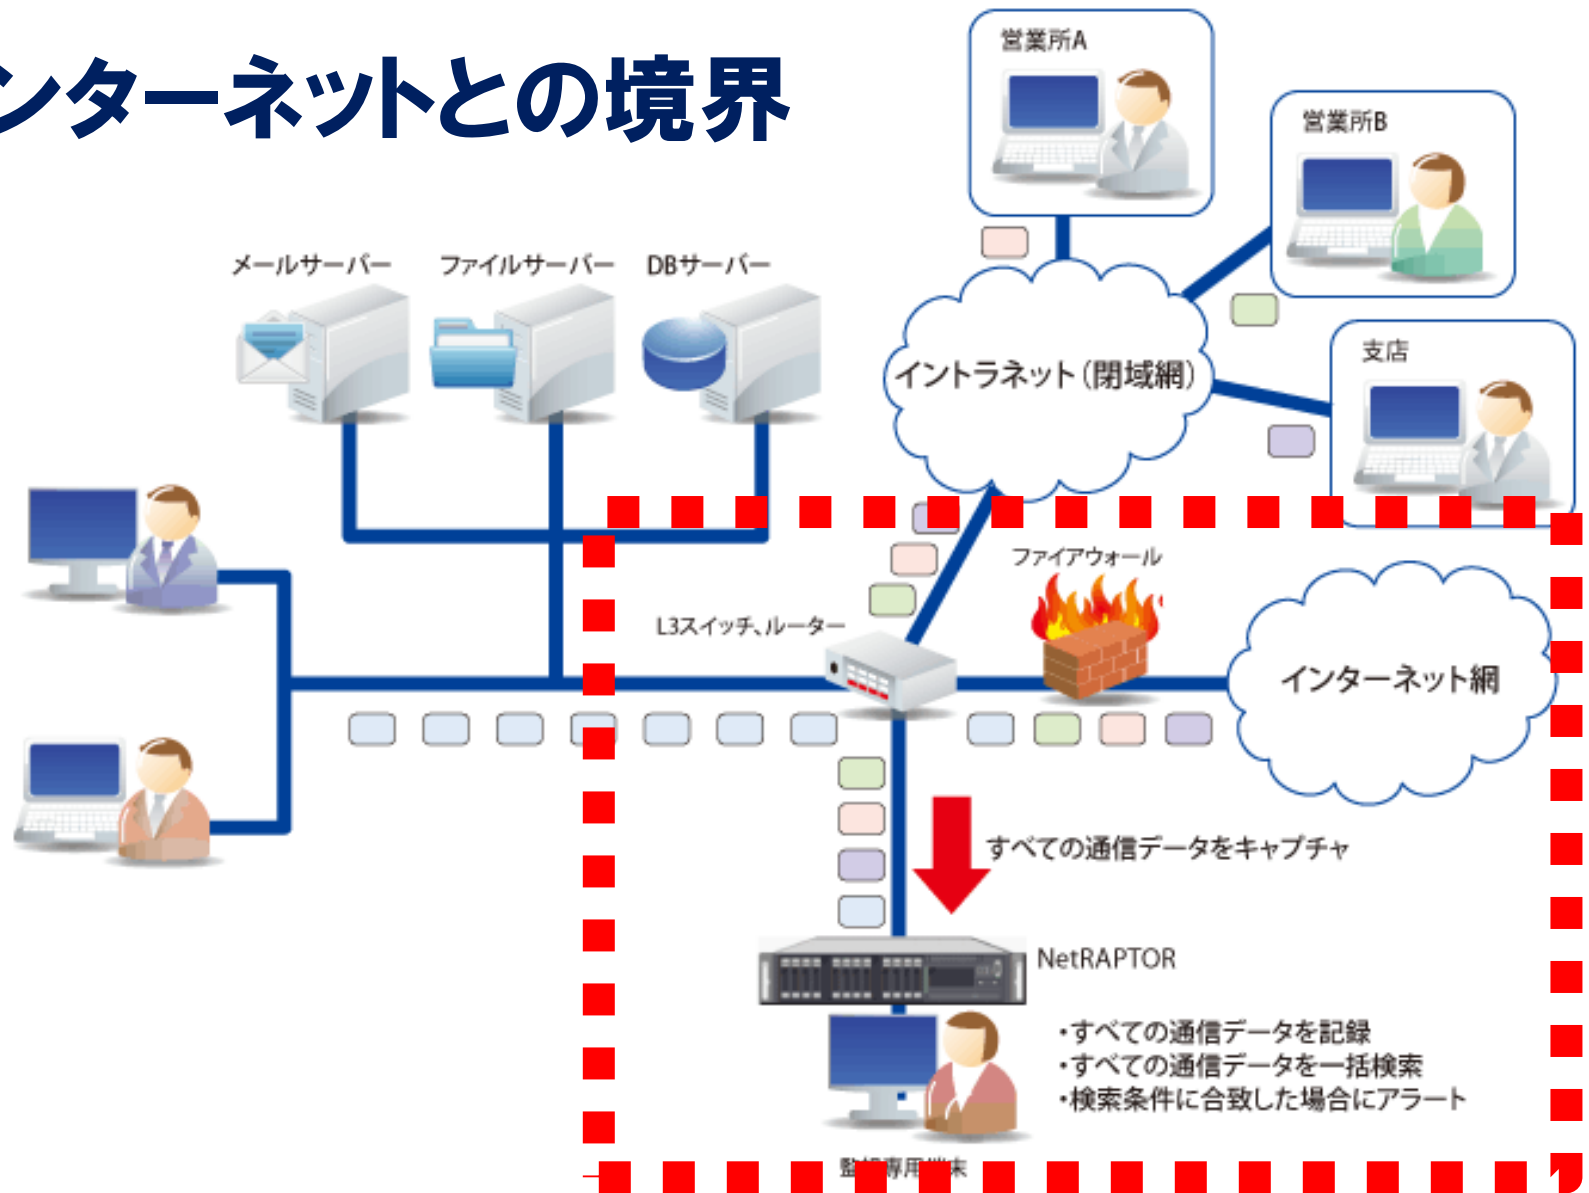 ンターネットとの境界
営業所A
営業所B
支店
メールサーバー
ファイルサーバー
DBサーバー
イントラネット（閉域網）
ファイアウォール
L3スイッチ、ルーター
インターネット網
すべての通信データをキャプチャ
NetRAPTOR
・すべての通信データを記録
・すべての通信データを一括検索
・検索条件に合致した場合にアラート